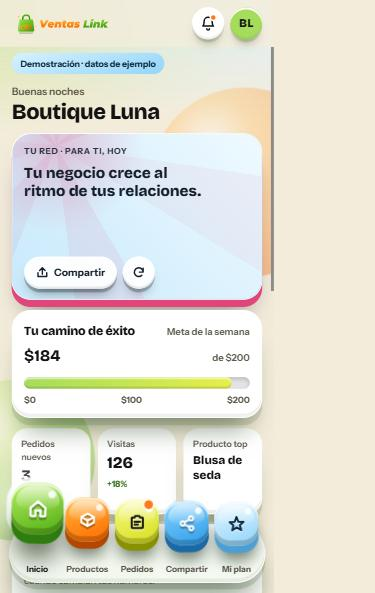 Ventas Link
BL
Demostración · datos de ejemplo
Buenas noches
Boutique Luna
TU RED · PARA TI, HOY
Tu negocio crece al
ritmo de tus relaciones.
Compartir
Tu camino de éxito
Meta de la semana
$184
de $200
$0
$100
$200
Pedidos
nuevos
3
Visitas
126
+18%
Producto top
Blusa de
seda
Inicio
Productos
Pedidos
Compartir
Mi plan